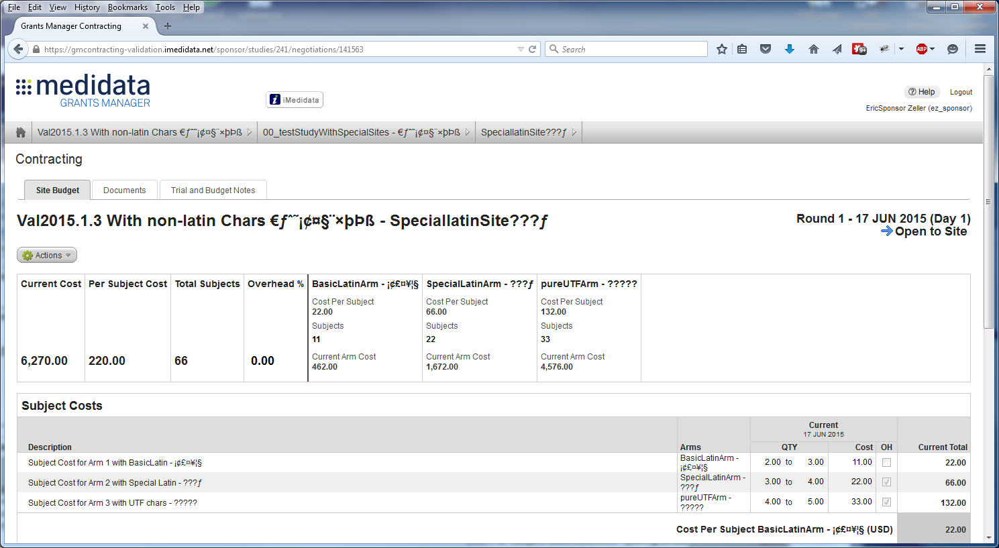 File Edit View History Bookmarks Tools Help
Grants Manager Contracting
https://gmcontracting-validation.imedidata.net/sponsor/studies/241/negotiations/141563
Search
9+
ABP
medidata
GRANTS MANAGER
iMedidata
Help
Logout
EricSponsor Zeller (ez_sponsor)
Val2015.1.3 With non-latin Chars €ƒˆ˜¡¢¤§¨×þÞß
00_testStudyWithSpecialSites - €ƒˆ˜¡¢¤§¨×þÞß
SpeciallatinSite???ƒ
Contracting
Site Budget
Documents
Trial and Budget Notes
Val2015.1.3 With non-latin Chars €ƒˆ˜¡¢¤§¨×þÞß - SpeciallatinSite???ƒ
Round 1 - 17 JUN 2015 (Day 1)
Open to Site
Actions
Current Cost Per Subject Cost Total Subjects Overhead % BasicLatinArm - ¡¢£¤¥¦§ SpecialLatinArm - ???ƒ pureUTFArm - ?????
Cost Per Subject Cost Per Subject Cost Per Subject
22.00 66.00 132.00
Subjects Subjects Subjects
11 22 33
Current Arm Cost Current Arm Cost Current Arm Cost
6,270.00 220.00 66 0.00
462.00 1,672.00 4,576.00
Subject Costs
Current
17 JUN 2015
Description Arms QTY Cost OH Current Total
Subject Cost for Arm 1 with BasicLatin - ¡¢£¤¥¦§ BasicLatinArm - ¡¢£¤¥¦§ 2.00 to 3.00 11.00 22.00
Subject Cost for Arm 2 with Special Latin - ???ƒ SpecialLatinArm - ???ƒ 3.00 to 4.00 22.00 66.00
Subject Cost for Arm 3 with UTF chars - ????? pureUTFArm - ????? 4.00 to 5.00 33.00 132.00
Cost Per Subject BasicLatinArm - ¡¢£¤¥¦§ (USD) 22.00